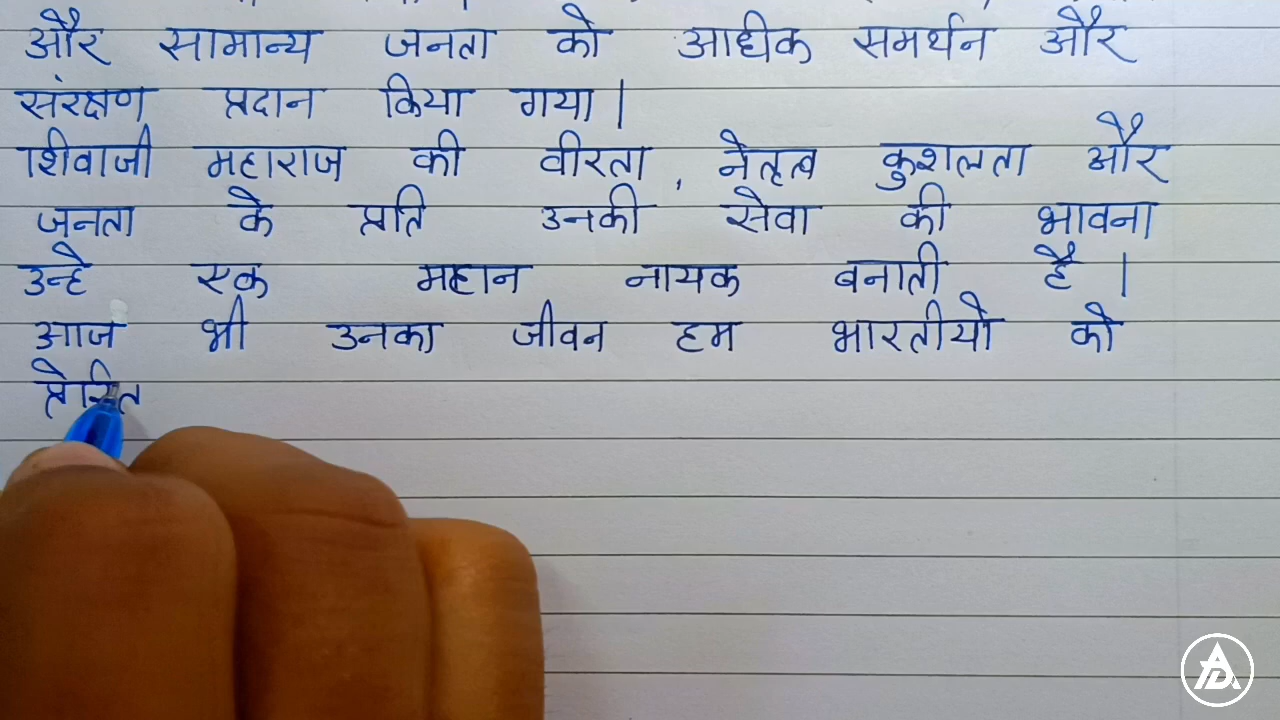 और सामान्य जनता को आर्थीक समर्थन और
संरक्षण प्रदान किया गया।
शिवाजी महाराज की वीरता, नेतृत्व कुशलता और
जनता के प्रति उनकी सेवा की भावना
उन्हे एक महान नायक बनाती है।
आज भी उनका जीवन हम भारतीयो को
प्रेरित